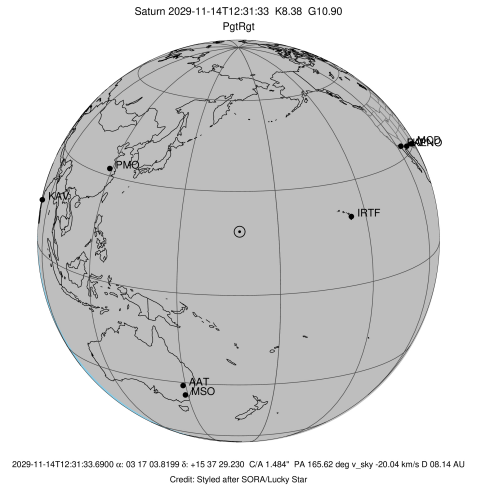 Saturn 2029-11-14T12:31:33 K8.38 G10.90
PgtRgt
MOD
PMO
KAV
IRTF
AAT
MSO
2029-11-14T12:31:33.6900 α: 03 17 03.8199 δ: +15 37 29.230 C/A 1.484" PA 165.62 deg v_sky -20.04 km/s D 08.14 AU
Credit: Styled after SORA/Lucky Star